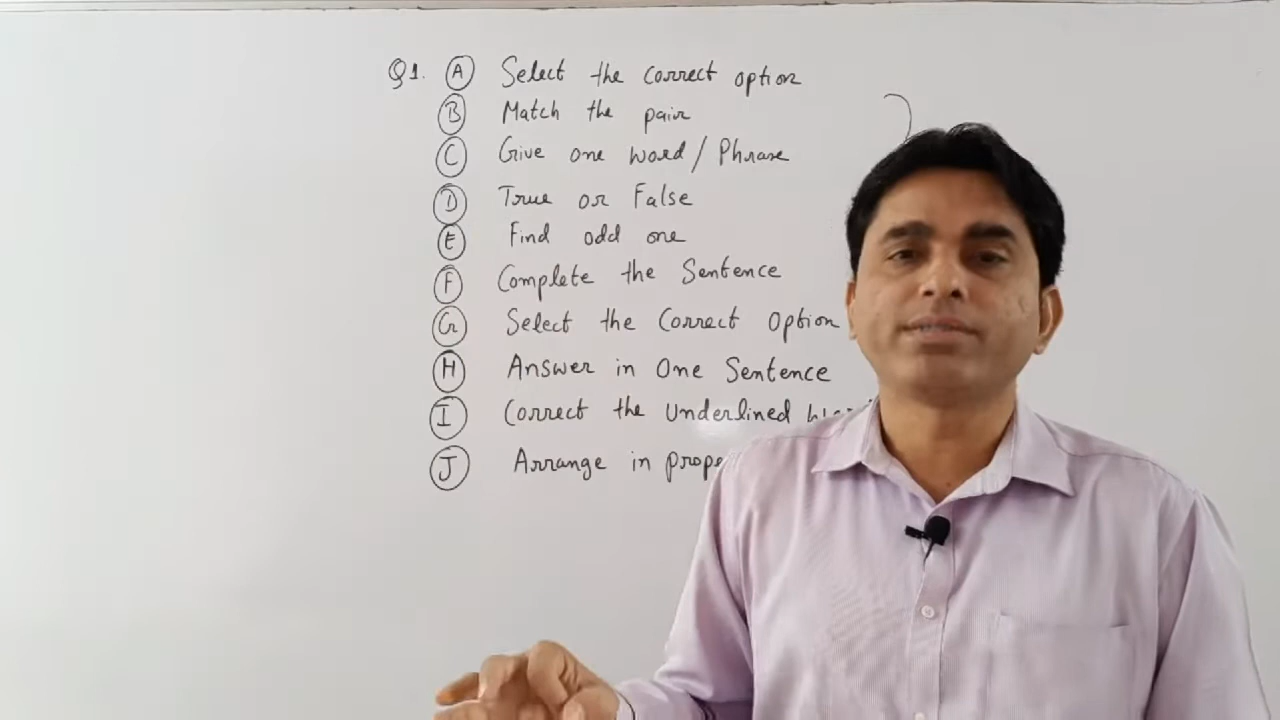 Q1. A Select the correct option
B Match the pair
C Give one word / Phrase
D True or False
E Find odd one
F Complete the Sentence
G Select the Correct Option
H Answer in One Sentence
I Correct the Underlined
J Arrange in